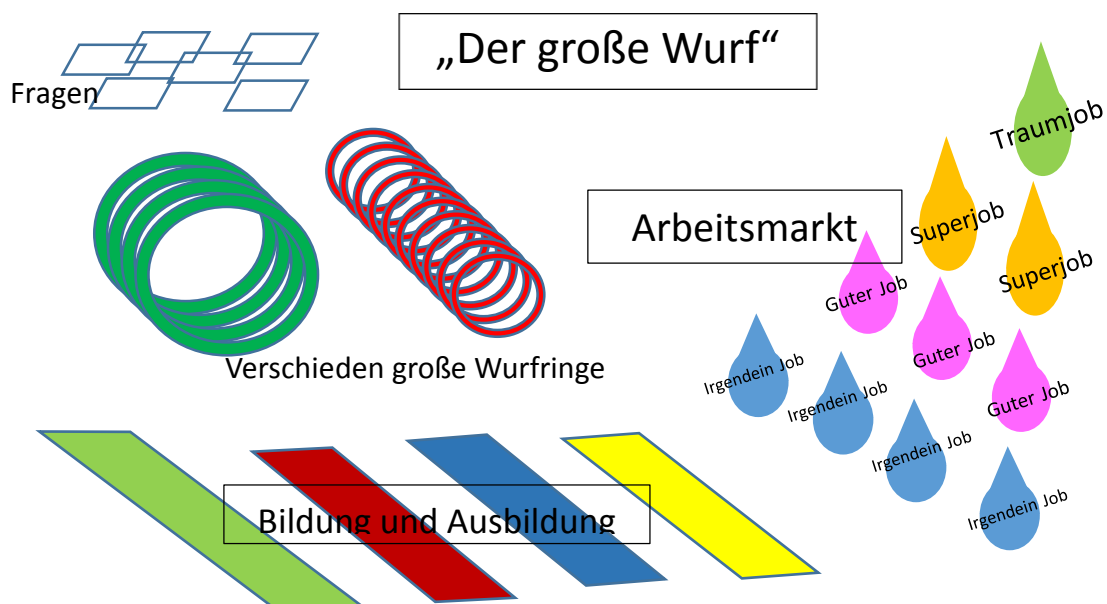 „Der große Wurf“
Fragen
Traumjob
Superjob
Arbeitsmarkt
Superjob
Guter Job
Guter Job
Verschieden große Wurfringe
Irgendein Job
Irgendein Job
Guter Job
Irgendein Job
Irgendein Job
Bildung und Ausbildung